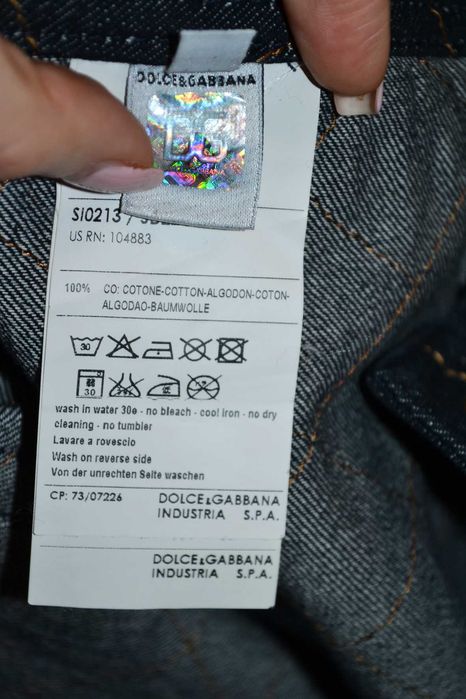 DOLCE&GABBANA
DG
GABBANA
SI0213 /
US RN: 104883
100% CO: COTONE-COTTON-ALGODON-COTON-
ALGODAO-BAUMWOLLE
30
30
wash in water 30e - no bleach - cool iron - no dry
cleaning - no tumbler
Lavare a rovescio
Wash on reverse side
Von der unrechten Seite waschen
CP: 73/07226 DOLCE&GABBANA
INDUSTRIA S.P.A.
DOLCE&GABBANA
INDUSTRIA S.P.A.